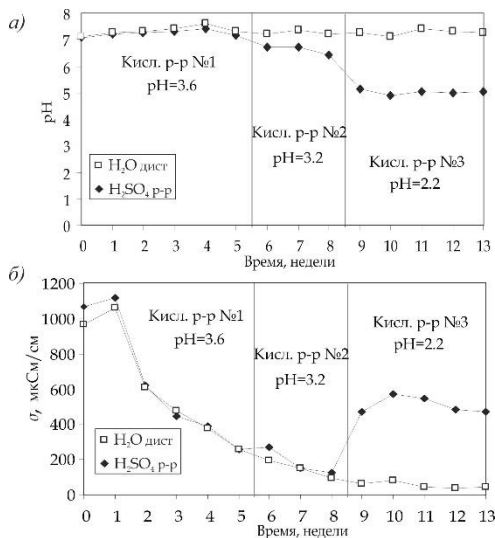 а)
8
7
6
5
4
3
2
1
0
pH
Кисл. р-р №1
pH=3.6
Кисл. р-р №2
pH=3.2
Кисл. р-р №3
pH=2.2
H₂O дист
H₂SO₄ р-р
0 1 2 3 4 5 6 7 8 9 10 11 12 13
Время, недели
б)
1200
1000
800
600
400
200
0
σ, мкСм/см
Кисл. р-р №1
pH=3.6
Кисл. р-р №2
pH=3.2
Кисл. р-р №3
pH=2.2
H₂O дист
H₂SO₄ р-р
0 1 2 3 4 5 6 7 8 9 10 11 12 13
Время, недели